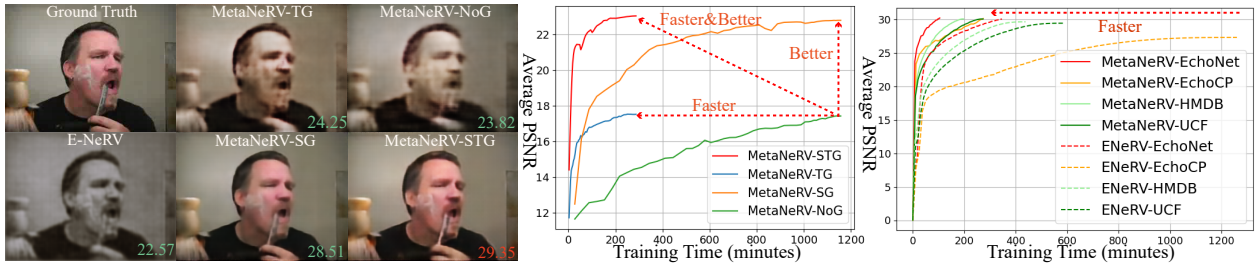 Ground Truth
MetaNeRV-TG
MetaNeRV-NoG
24.25
23.82
E-NeRV
MetaNeRV-SG
MetaNeRV-STG
22.57
28.51
29.35
Average PSNR
22
20
18
16
14
12
Faster&Better
Better
Faster
MetaNeRV-STG
MetaNeRV-TG
MetaNeRV-SG
MetaNeRV-NoG
0
200
400
600
800
1000
1200
Training Time (minutes)
Average PSNR
30
25
20
15
10
5
0
Faster
MetaNeRV-EchoNet
MetaNeRV-EchoCP
MetaNeRV-HMDB
MetaNeRV-UCF
ENeRV-EchoNet
ENeRV-EchoCP
ENeRV-HMDB
ENeRV-UCF
0
200
400
600
800
1000
1200
Training Time (minutes)